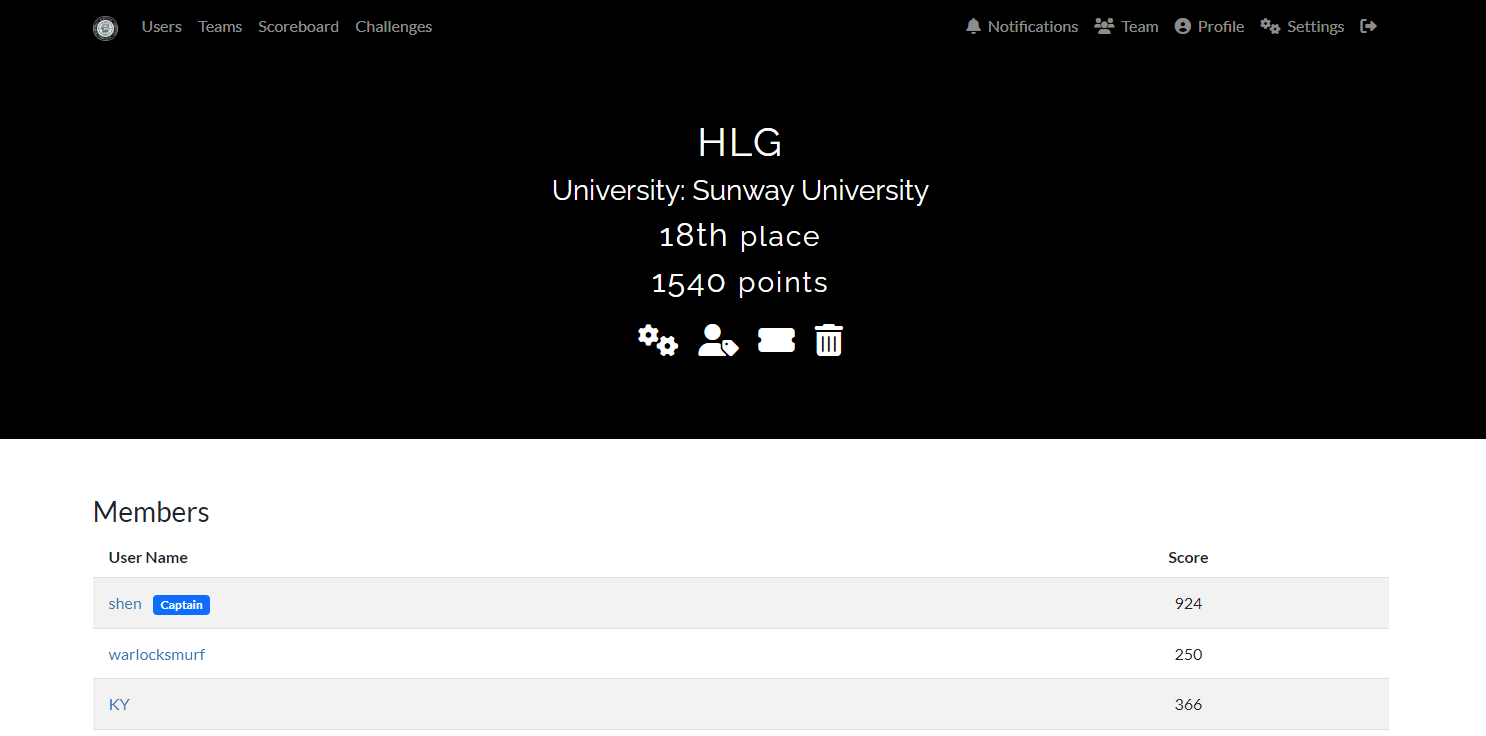 Users Teams Scoreboard Challenges Notifications Team Profile Settings
HLG
University: Sunway University
18th place
1540 points
Members
User Name Score
shen Captain 924
warlocksmurf 250
KY 366